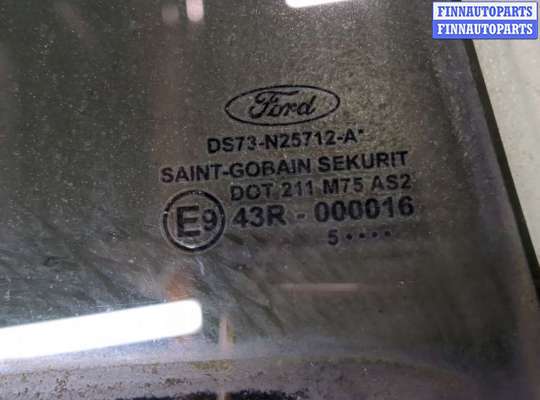 FINNAUTOPARTS
FINNAUTOPARTS
Ford
DS73-N25712-A*
SAINT-GOBAIN SEKURIT
DOT 211 M75 AS2
E9 43R - 000016
5 ••••